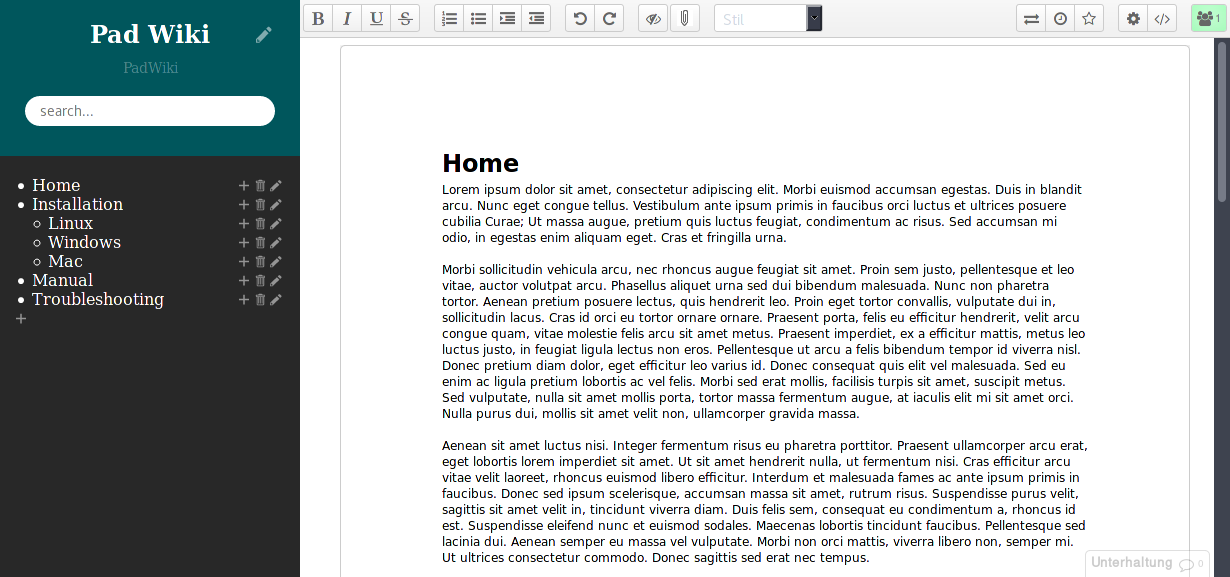 Pad Wiki
PadWiki
search...
Home
Installation
Linux
Windows
Mac
Manual
Troubleshooting
B I U S
Stil
1
Home
Lorem ipsum dolor sit amet, consectetur adipiscing elit. Morbi euismod accumsan egestas. Duis in blandit
arcu. Nunc eget congue tellus. Vestibulum ante ipsum primis in faucibus orci luctus et ultrices posuere
cubilia Curae; Ut massa augue, pretium quis luctus feugiat, condimentum ac risus. Sed accumsan mi
odio, in egestas enim aliquam eget. Cras et fringilla urna.
Morbi sollicitudin vehicula arcu, nec rhoncus augue feugiat sit amet. Proin sem justo, pellentesque et leo
vitae, auctor volutpat arcu. Phasellus aliquet urna sed dui bibendum malesuada. Nunc non pharetra
tortor. Aenean pretium posuere lectus, quis hendrerit leo. Proin eget tortor convallis, vulputate dui in,
sollicitudin lacus. Cras id orci eu tortor ornare ornare. Praesent porta, felis eu efficitur hendrerit, velit arcu
congue quam, vitae molestie felis arcu sit amet metus. Praesent imperdiet, ex a efficitur mattis, metus leo
luctus justo, in feugiat ligula lectus non eros. Pellentesque ut arcu a felis bibendum tempor id viverra nisl.
Donec pretium diam dolor, eget efficitur leo varius id. Donec consequat quis elit vel malesuada. Sed eu
enim ac ligula pretium lobortis ac vel felis. Morbi sed erat mollis, facilisis turpis sit amet, suscipit metus.
Sed vulputate, nulla sit amet mollis porta, tortor massa fermentum augue, at iaculis elit mi sit amet orci.
Nulla purus dui, mollis sit amet velit non, ullamcorper gravida massa.
Aenean sit amet luctus nisi. Integer fermentum risus eu pharetra porttitor. Praesent ullamcorper arcu erat,
eget lobortis lorem imperdiet sit amet. Ut sit amet hendrerit nulla, ut fermentum nisi. Cras efficitur arcu
vitae velit laoreet, rhoncus euismod libero efficitur. Interdum et malesuada fames ac ante ipsum primis in
faucibus. Donec sed ipsum scelerisque, accumsan massa sit amet, rutrum risus. Suspendisse purus velit,
sagittis sit amet velit in, tincidunt viverra diam. Duis felis sem, consequat eu condimentum a, rhoncus id
est. Suspendisse eleifend nunc et euismod sodales. Maecenas lobortis tincidunt faucibus. Pellentesque sed
lacinia dui. Aenean semper eu massa vel vulputate. Morbi non orci mattis, viverra libero non, semper mi.
Ut ultrices consectetur commodo. Donec sagittis sed erat nec tempus.
Unterhaltung 0